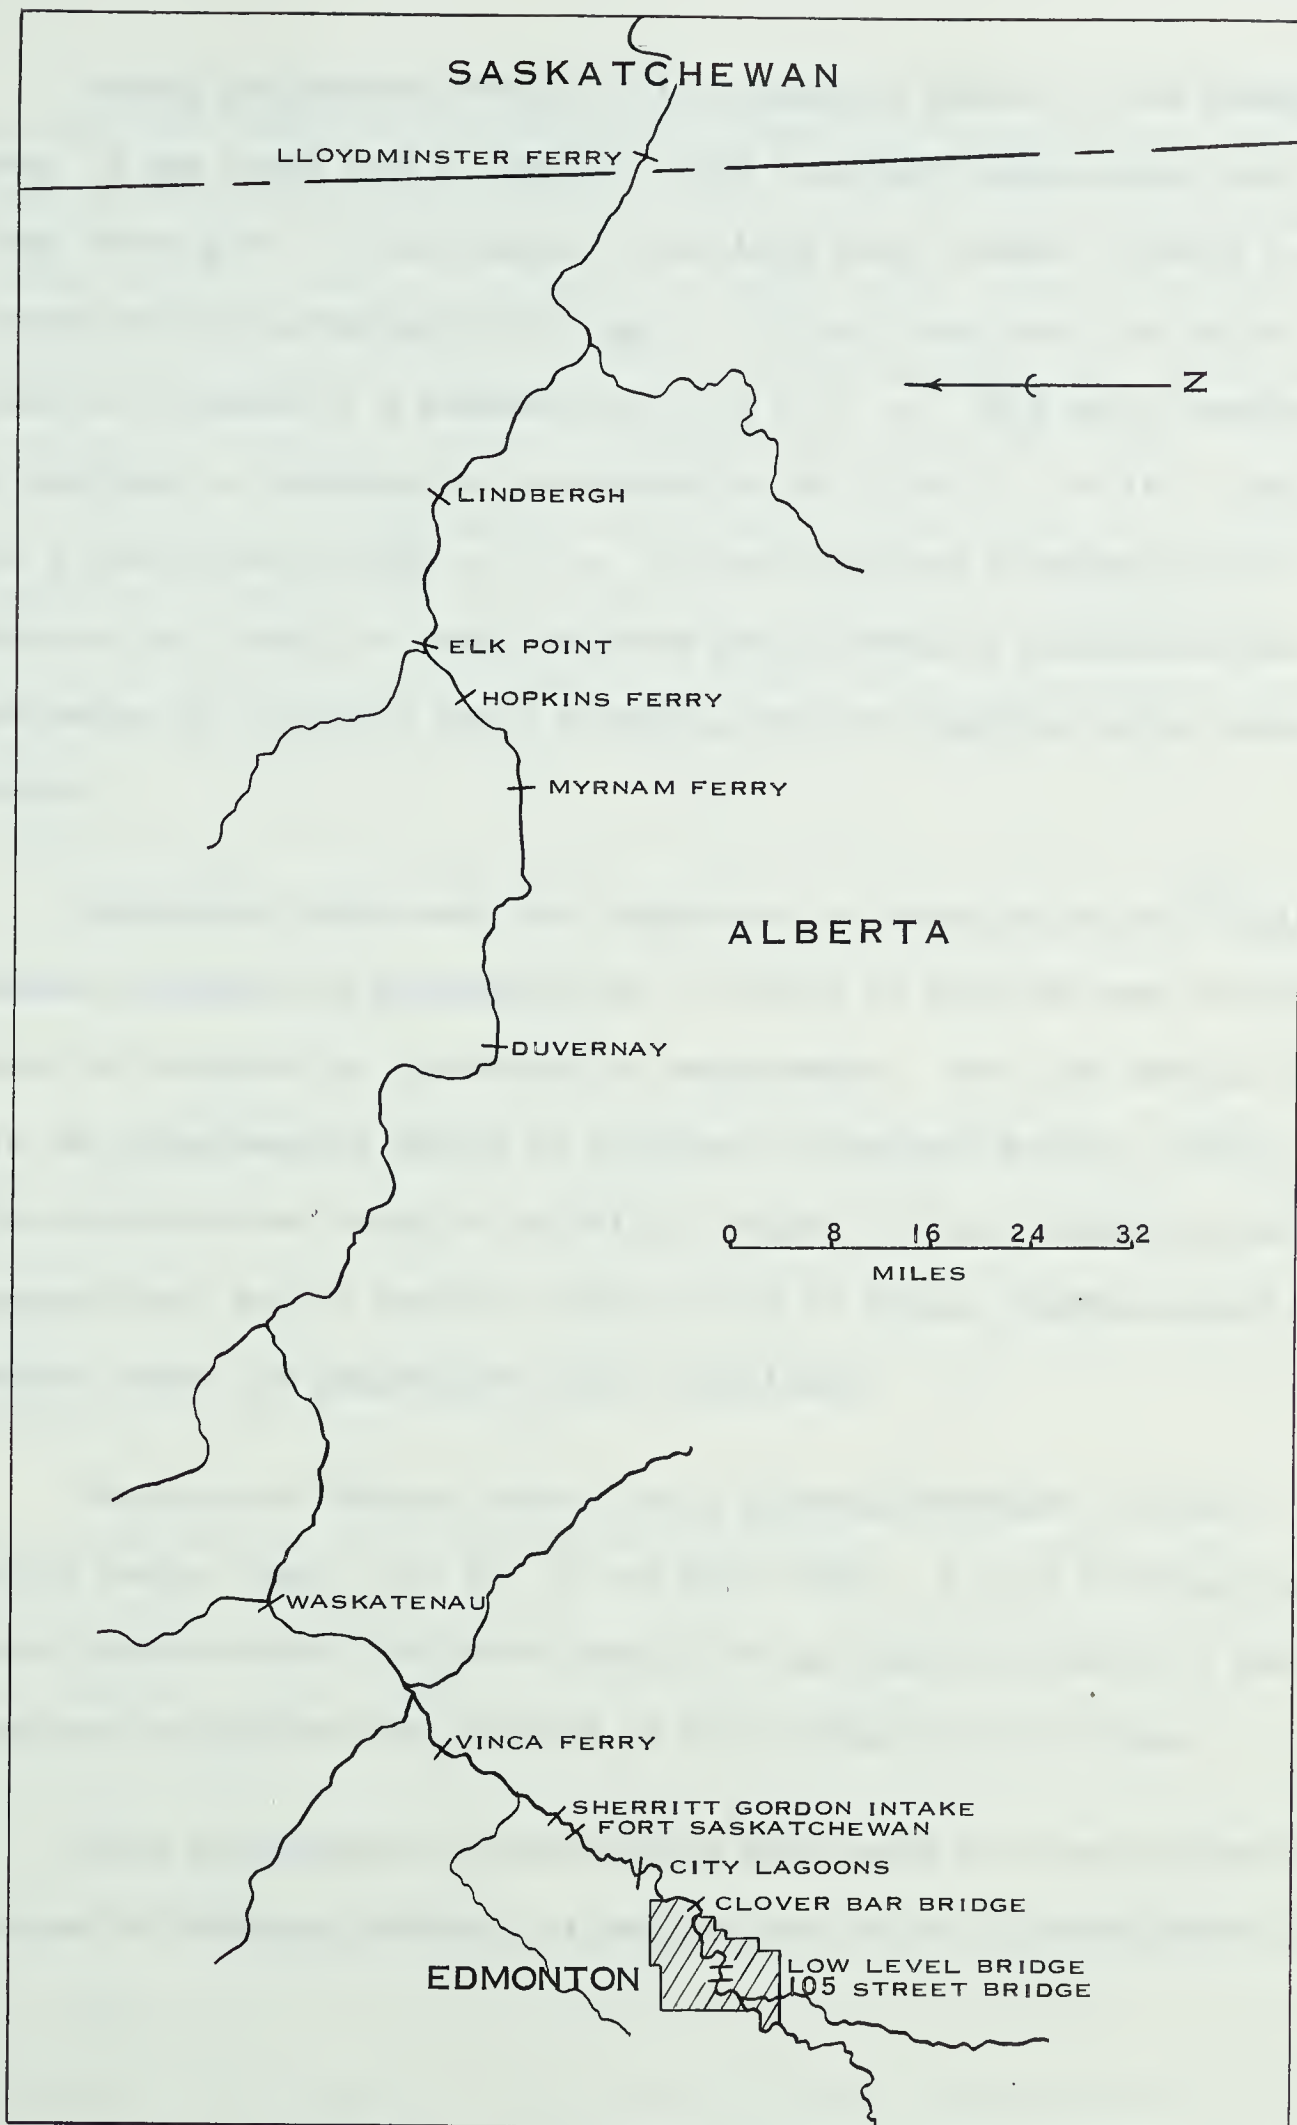 SASKATCHEWAN
LLOYDMINSTER FERRY
N
LINDBERGH
ELK POINT
HOPKINS FERRY
MYRNAM FERRY
ALBERTA
DUVERNAY
0 8 16 24 32
MILES
WASKATENAU
VINCA FERRY
SHERRITT GORDON INTAKE
FORT SASKATCHEWAN
CITY LAGOONS
CLOVER BAR BRIDGE
EDMONTON
LOW LEVEL BRIDGE
105 STREET BRIDGE